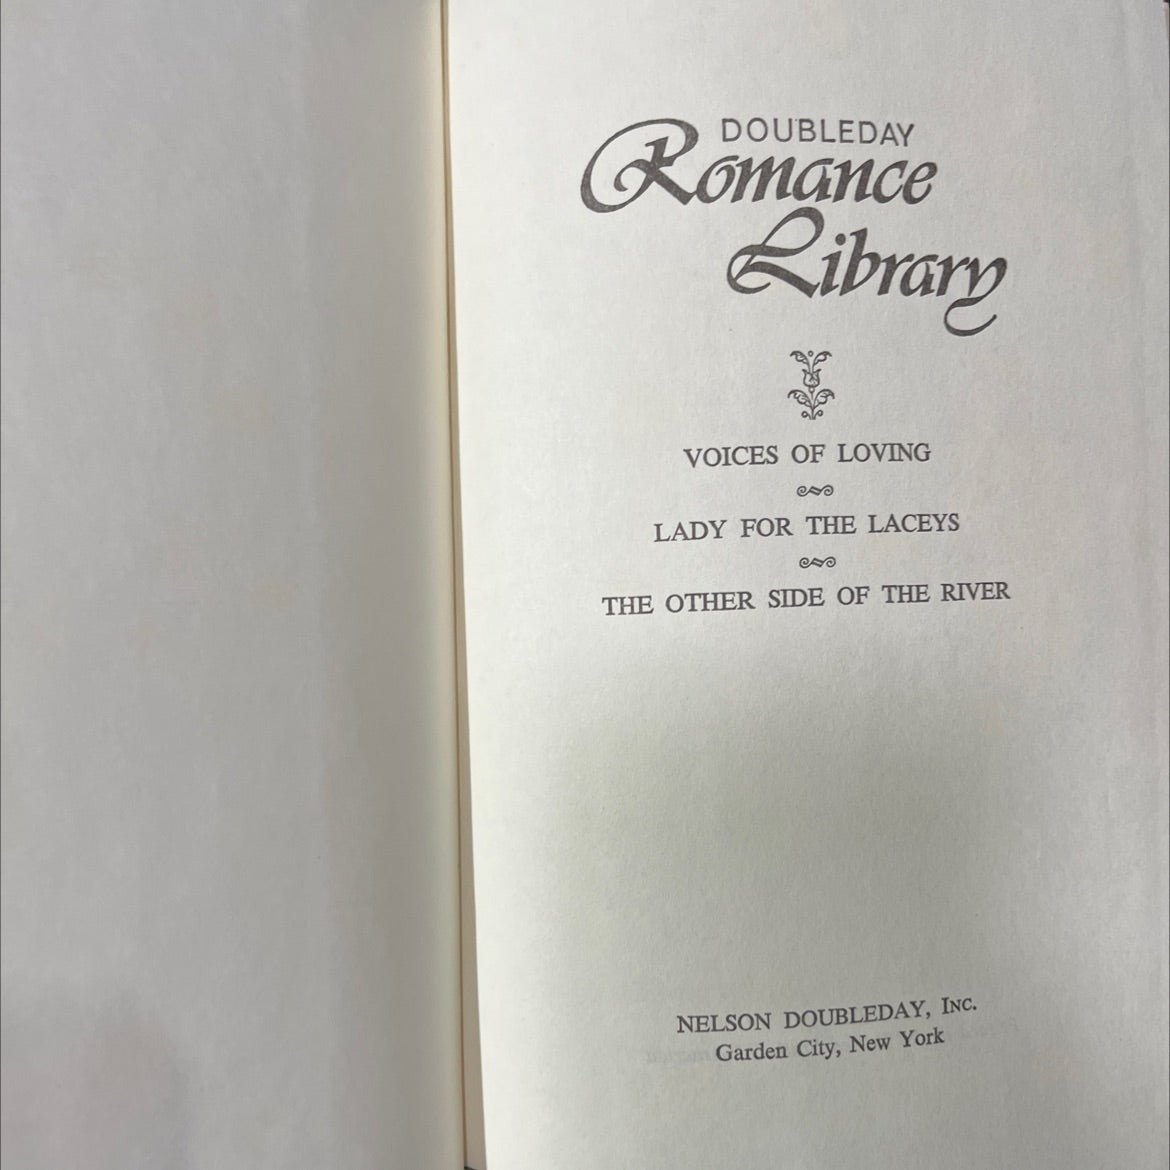 DOUBLEDAY
Romance
Library
VOICES OF LOVING
LADY FOR THE LACEYS
THE OTHER SIDE OF THE RIVER
NELSON DOUBLEDAY, INC.
Garden City, New York